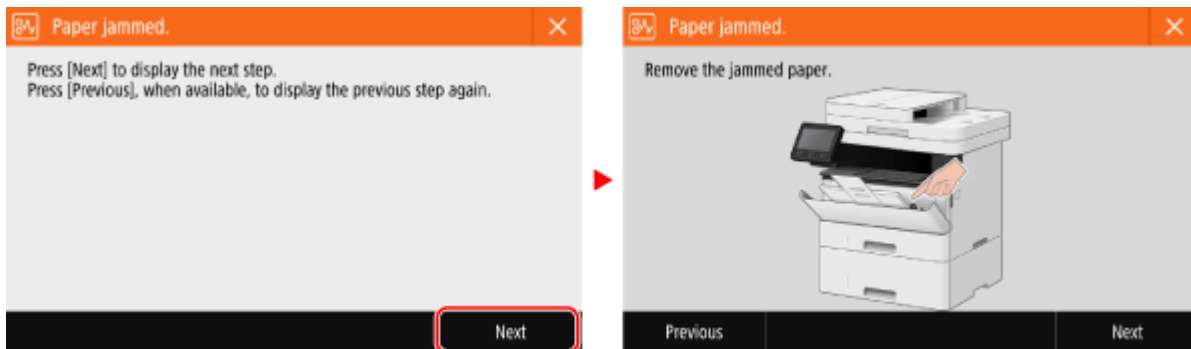 Paper jammed.
Press [Next] to display the next step.
Press [Previous], when available, to display the previous step again.
Next
Paper jammed.
Remove the jammed paper.
Previous
Next